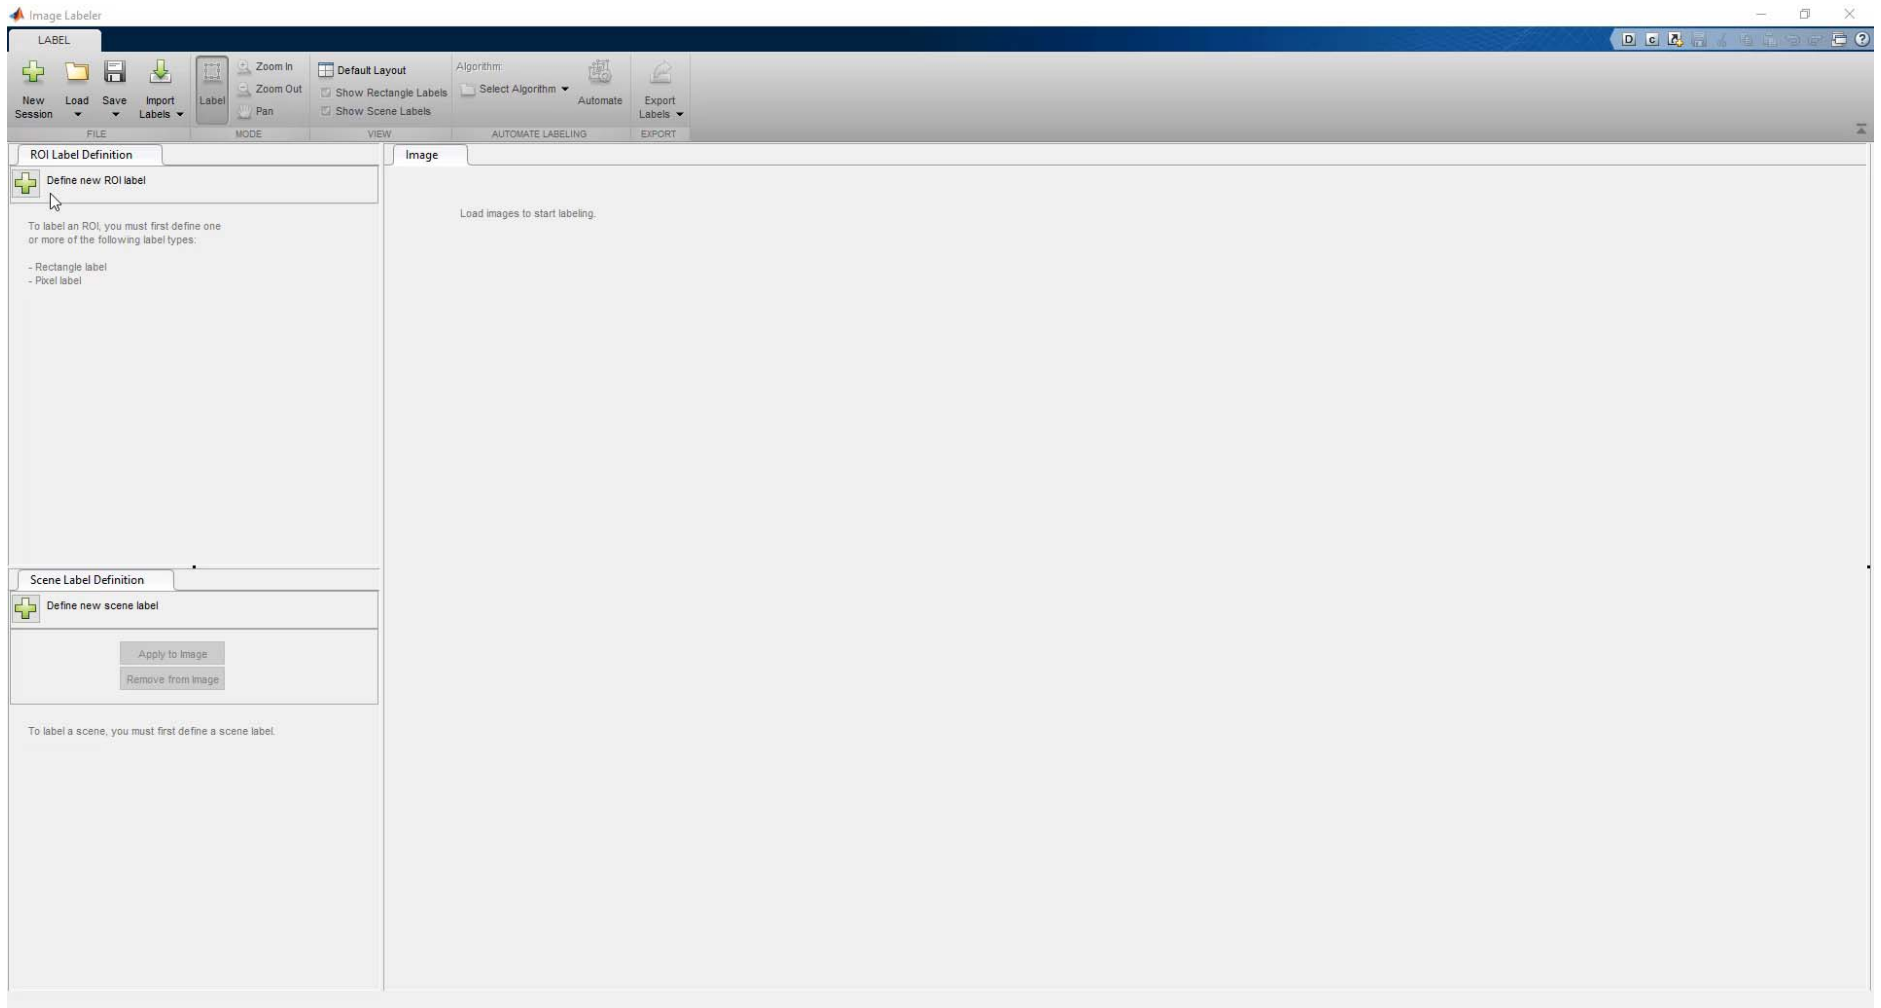 Image Labeler
LABEL
D C ?
New Session
Load
Save
Import Labels
Label
Zoom In
Zoom Out
Pan
Default Layout
Show Rectangle Labels
Show Scene Labels
Algorithm:
Select Algorithm
Automate
Export Labels
FILE
MODE
VIEW
AUTOMATE LABELING
EXPORT
ROI Label Definition
Define new ROI label
To label an ROI, you must first define one
or more of the following label types:
- Rectangle label
- Pixel label
Image
Load images to start labeling.
Scene Label Definition
Define new scene label
Apply to Image
Remove from Image
To label a scene, you must first define a scene label.